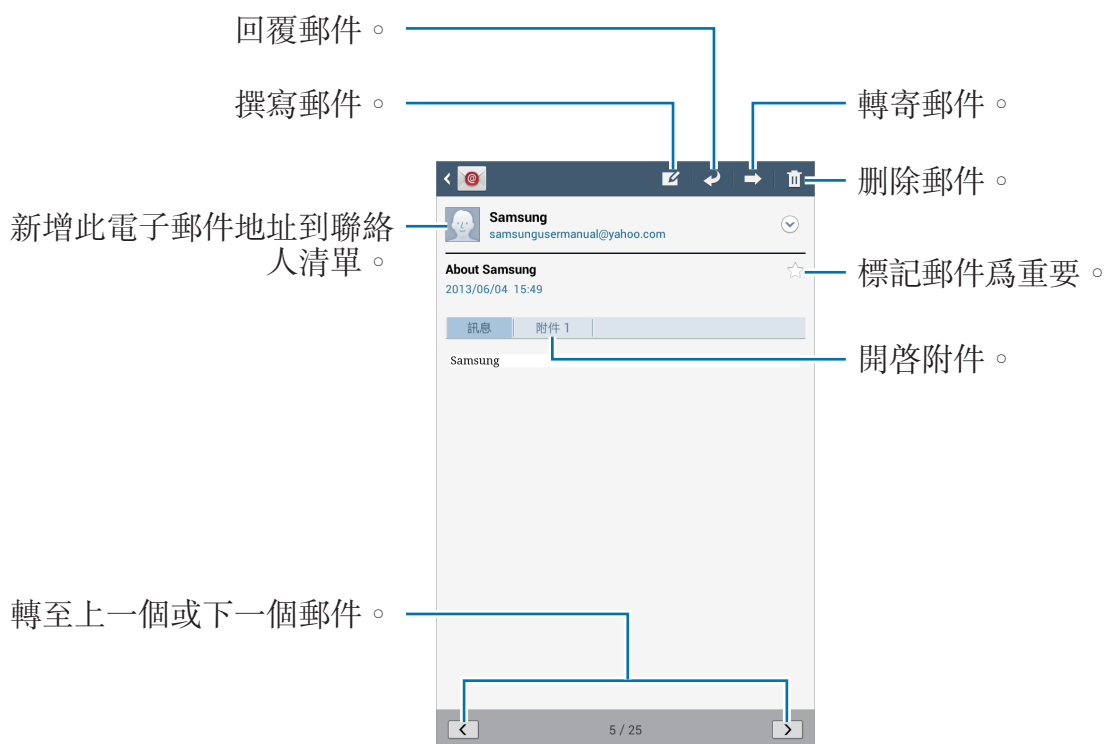 回覆郵件。
撰寫郵件。
轉寄郵件。
刪除郵件。
Samsung
samsungusermanual@yahoo.com
新增此電子郵件地址到聯絡
人清單。
About Samsung
標記郵件爲重要。
2013/06/04 15:49
訊息
附件 1
開啓附件。
Samsung
轉至上一個或下一個郵件。
5 / 25